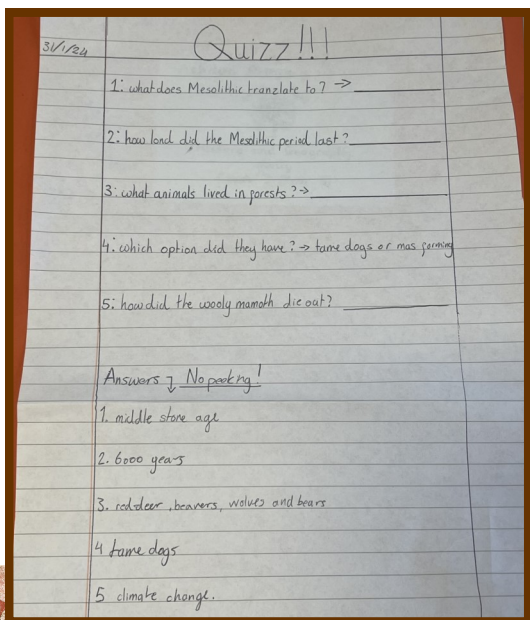 31/1/24
Quizz!!!
1: what does Mesolithic tranzlate to? →
2: how lond did the Mesolithic period last?
3: what animals lived in forests? →
4: which option did they have? → tame dogs or mas forming
5: how did the wooly mamoth die out?
Answers ↓ No peeking!
1. middle stone age
2. 6000 years
3. red deer, beavers, wolves and bears
4 tame dogs
5 climate change.